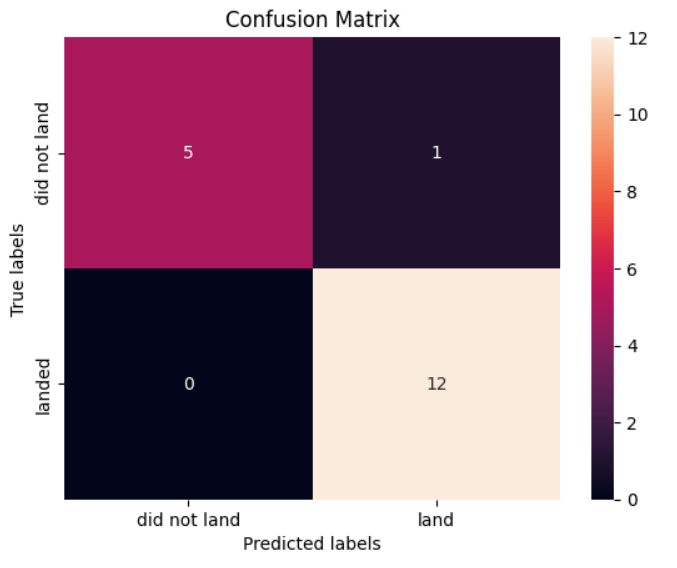 Confusion Matrix
True labels
did not land
landed
5
1
0
12
did not land
land
Predicted labels
12
10
8
6
4
2
0